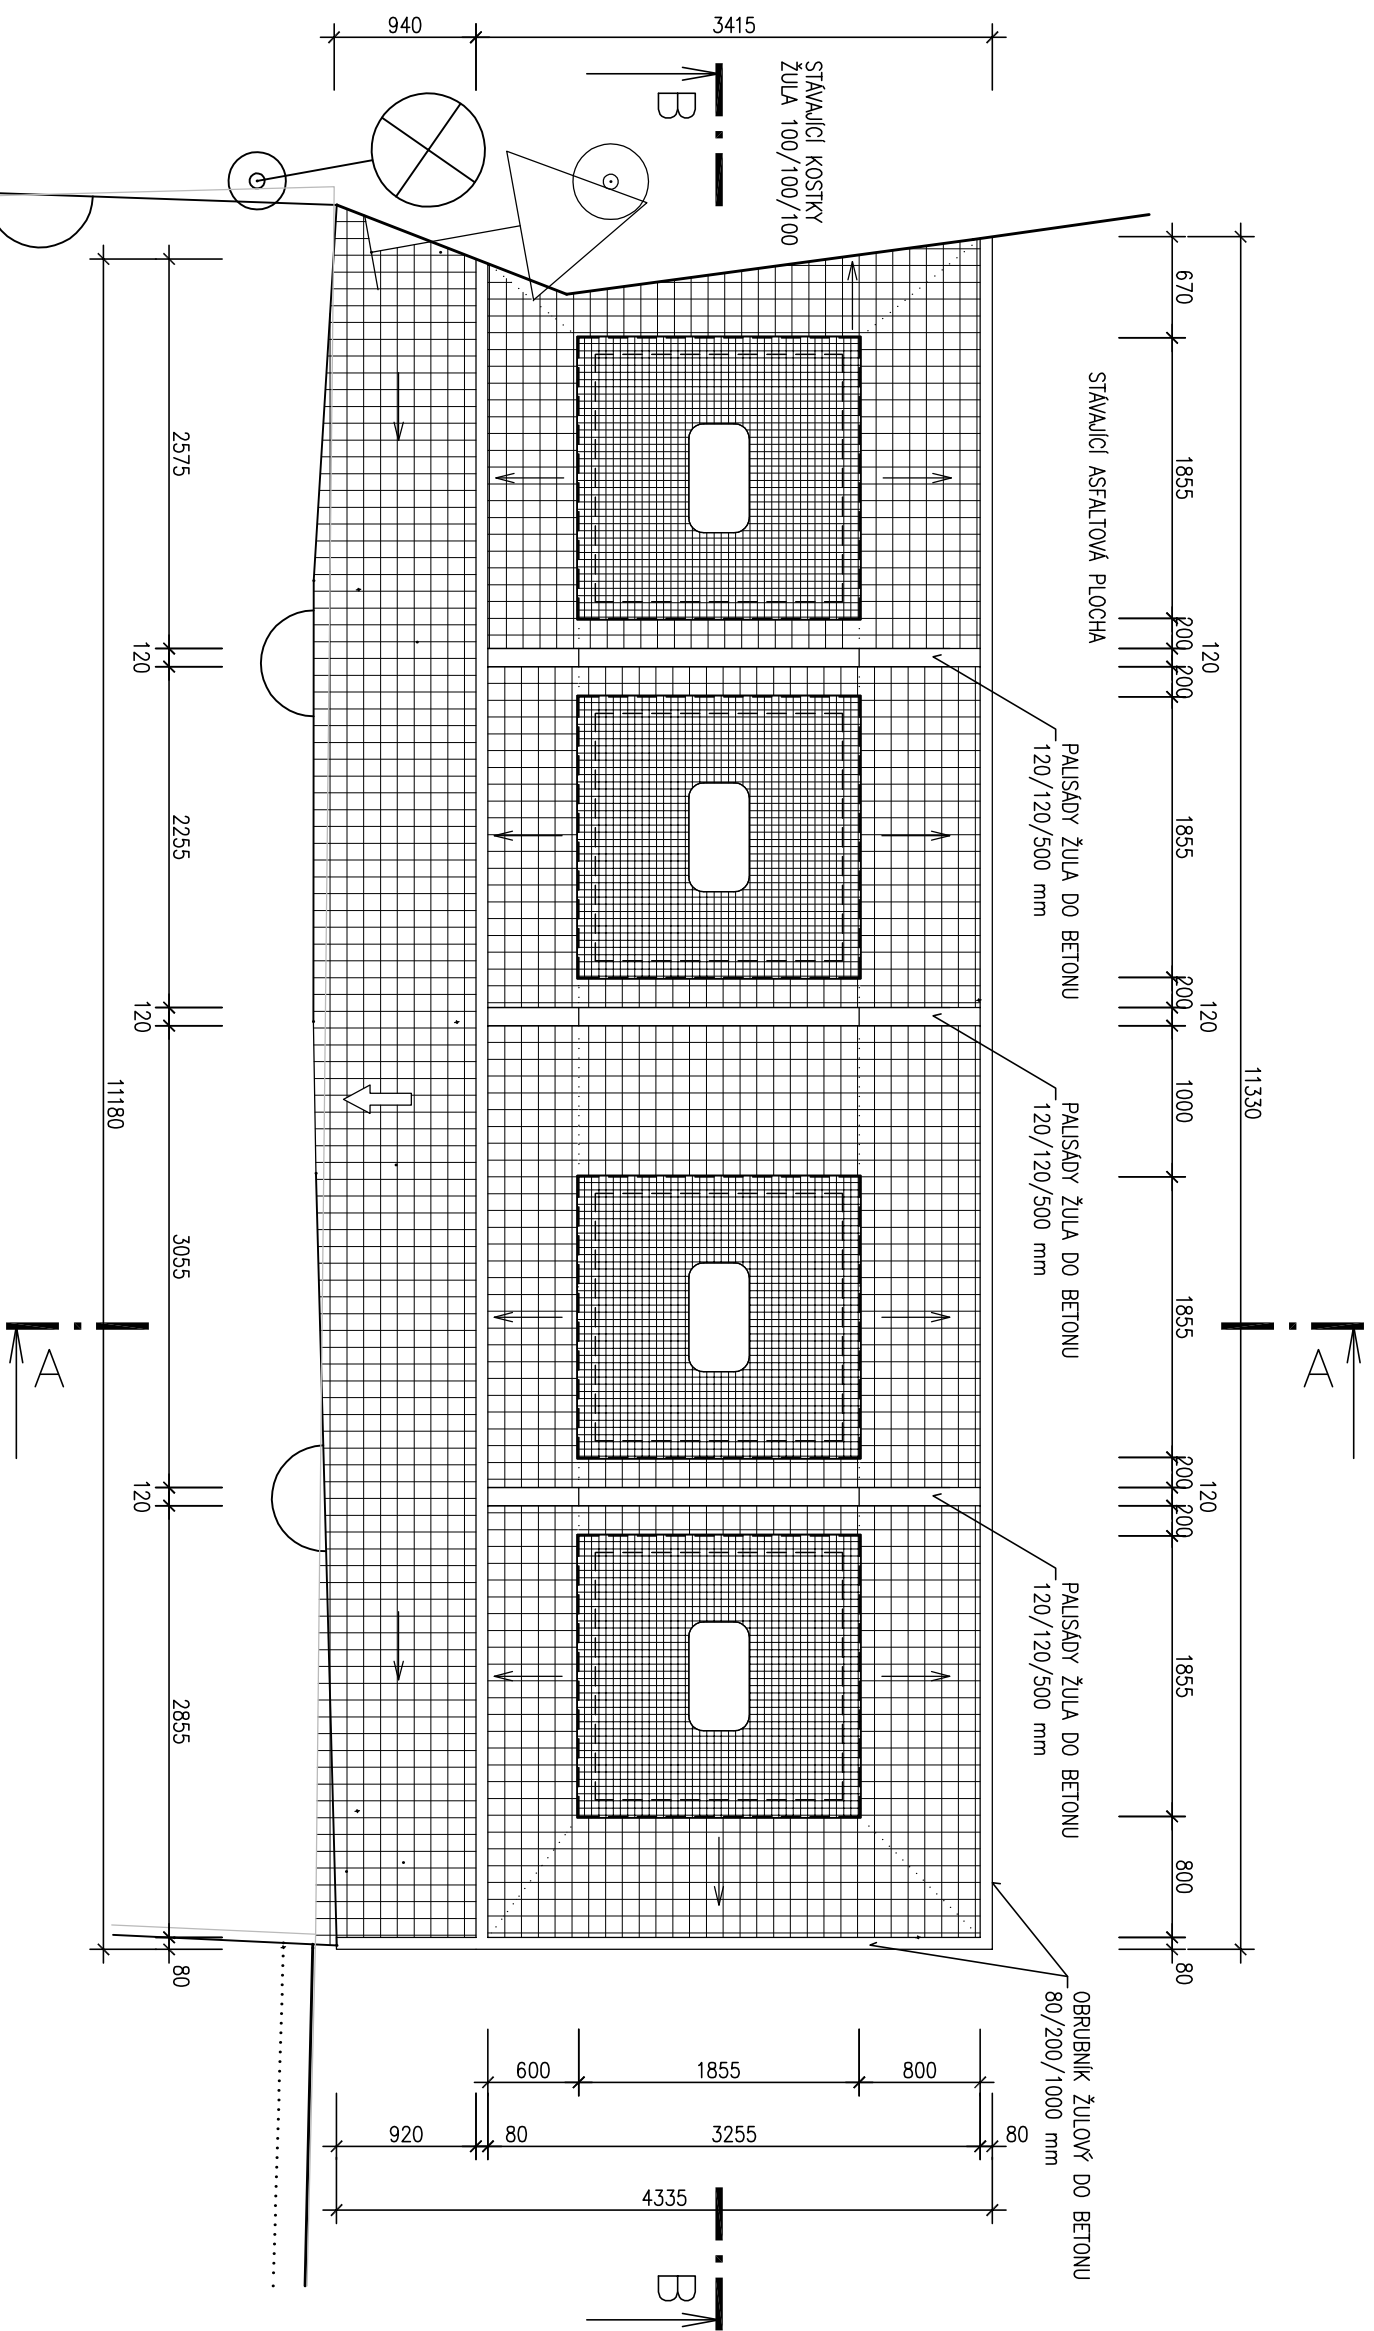 11330
670
1855
200
120
200
1855
200
120
1000
1855
200
120
200
1855
800
80
STÁVAJÍCÍ ASFALTOVÁ PLOCHA
PALISÁDY ŽULA DO BETONU
120/120/500 mm
PALISÁDY ŽULA DO BETONU
120/120/500 mm
PALISÁDY ŽULA DO BETONU
120/120/500 mm
OBRUBNÍK ŽULOVÝ DO BETONU
80/200/1000 mm
STÁVAJÍCÍ KOSTKY
ŽULA 100/100/100
3415
940
B
B
A
A
600
1855
800
920
80
3255
80
4335
2575
120
2255
120
3055
120
2855
80
11180